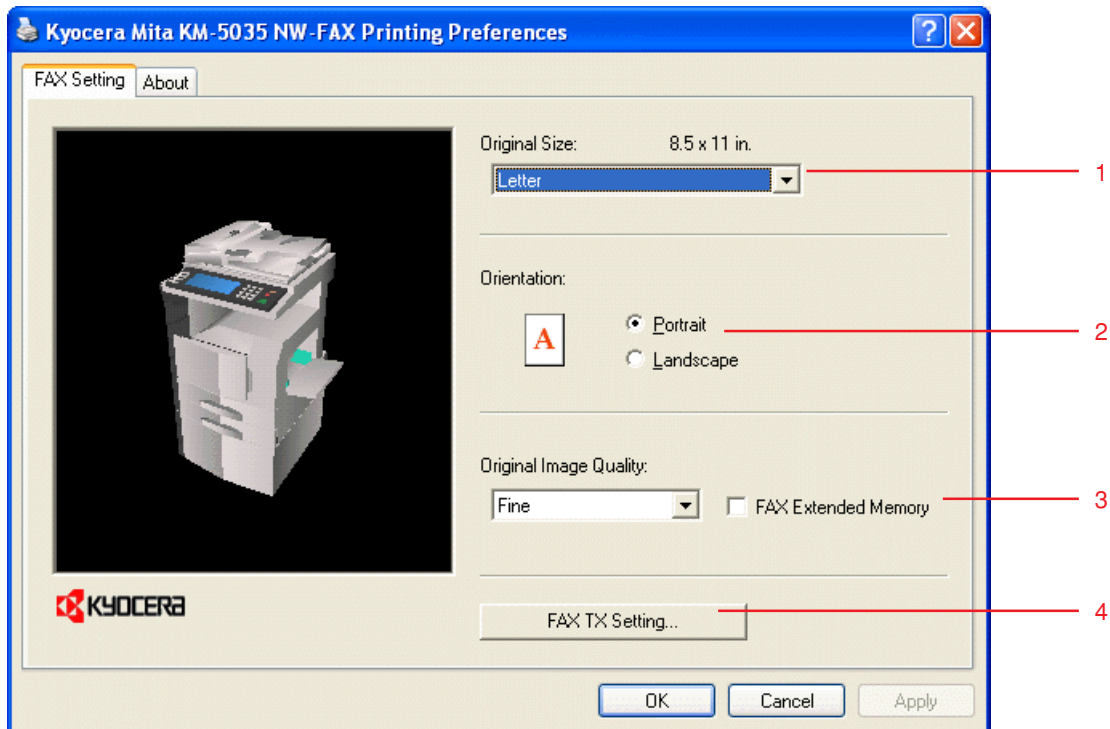 Kyocera Mita KM-5035 NW-FAX Printing Preferences
FAX Setting
About
Original Size: 8.5 x 11 in.
Letter
1
Orientation:
A
Portrait
2
Landscape
Original Image Quality:
Fine
FAX Extended Memory
3
KYOCERA
FAX TX Setting...
4
OK
Cancel
Apply